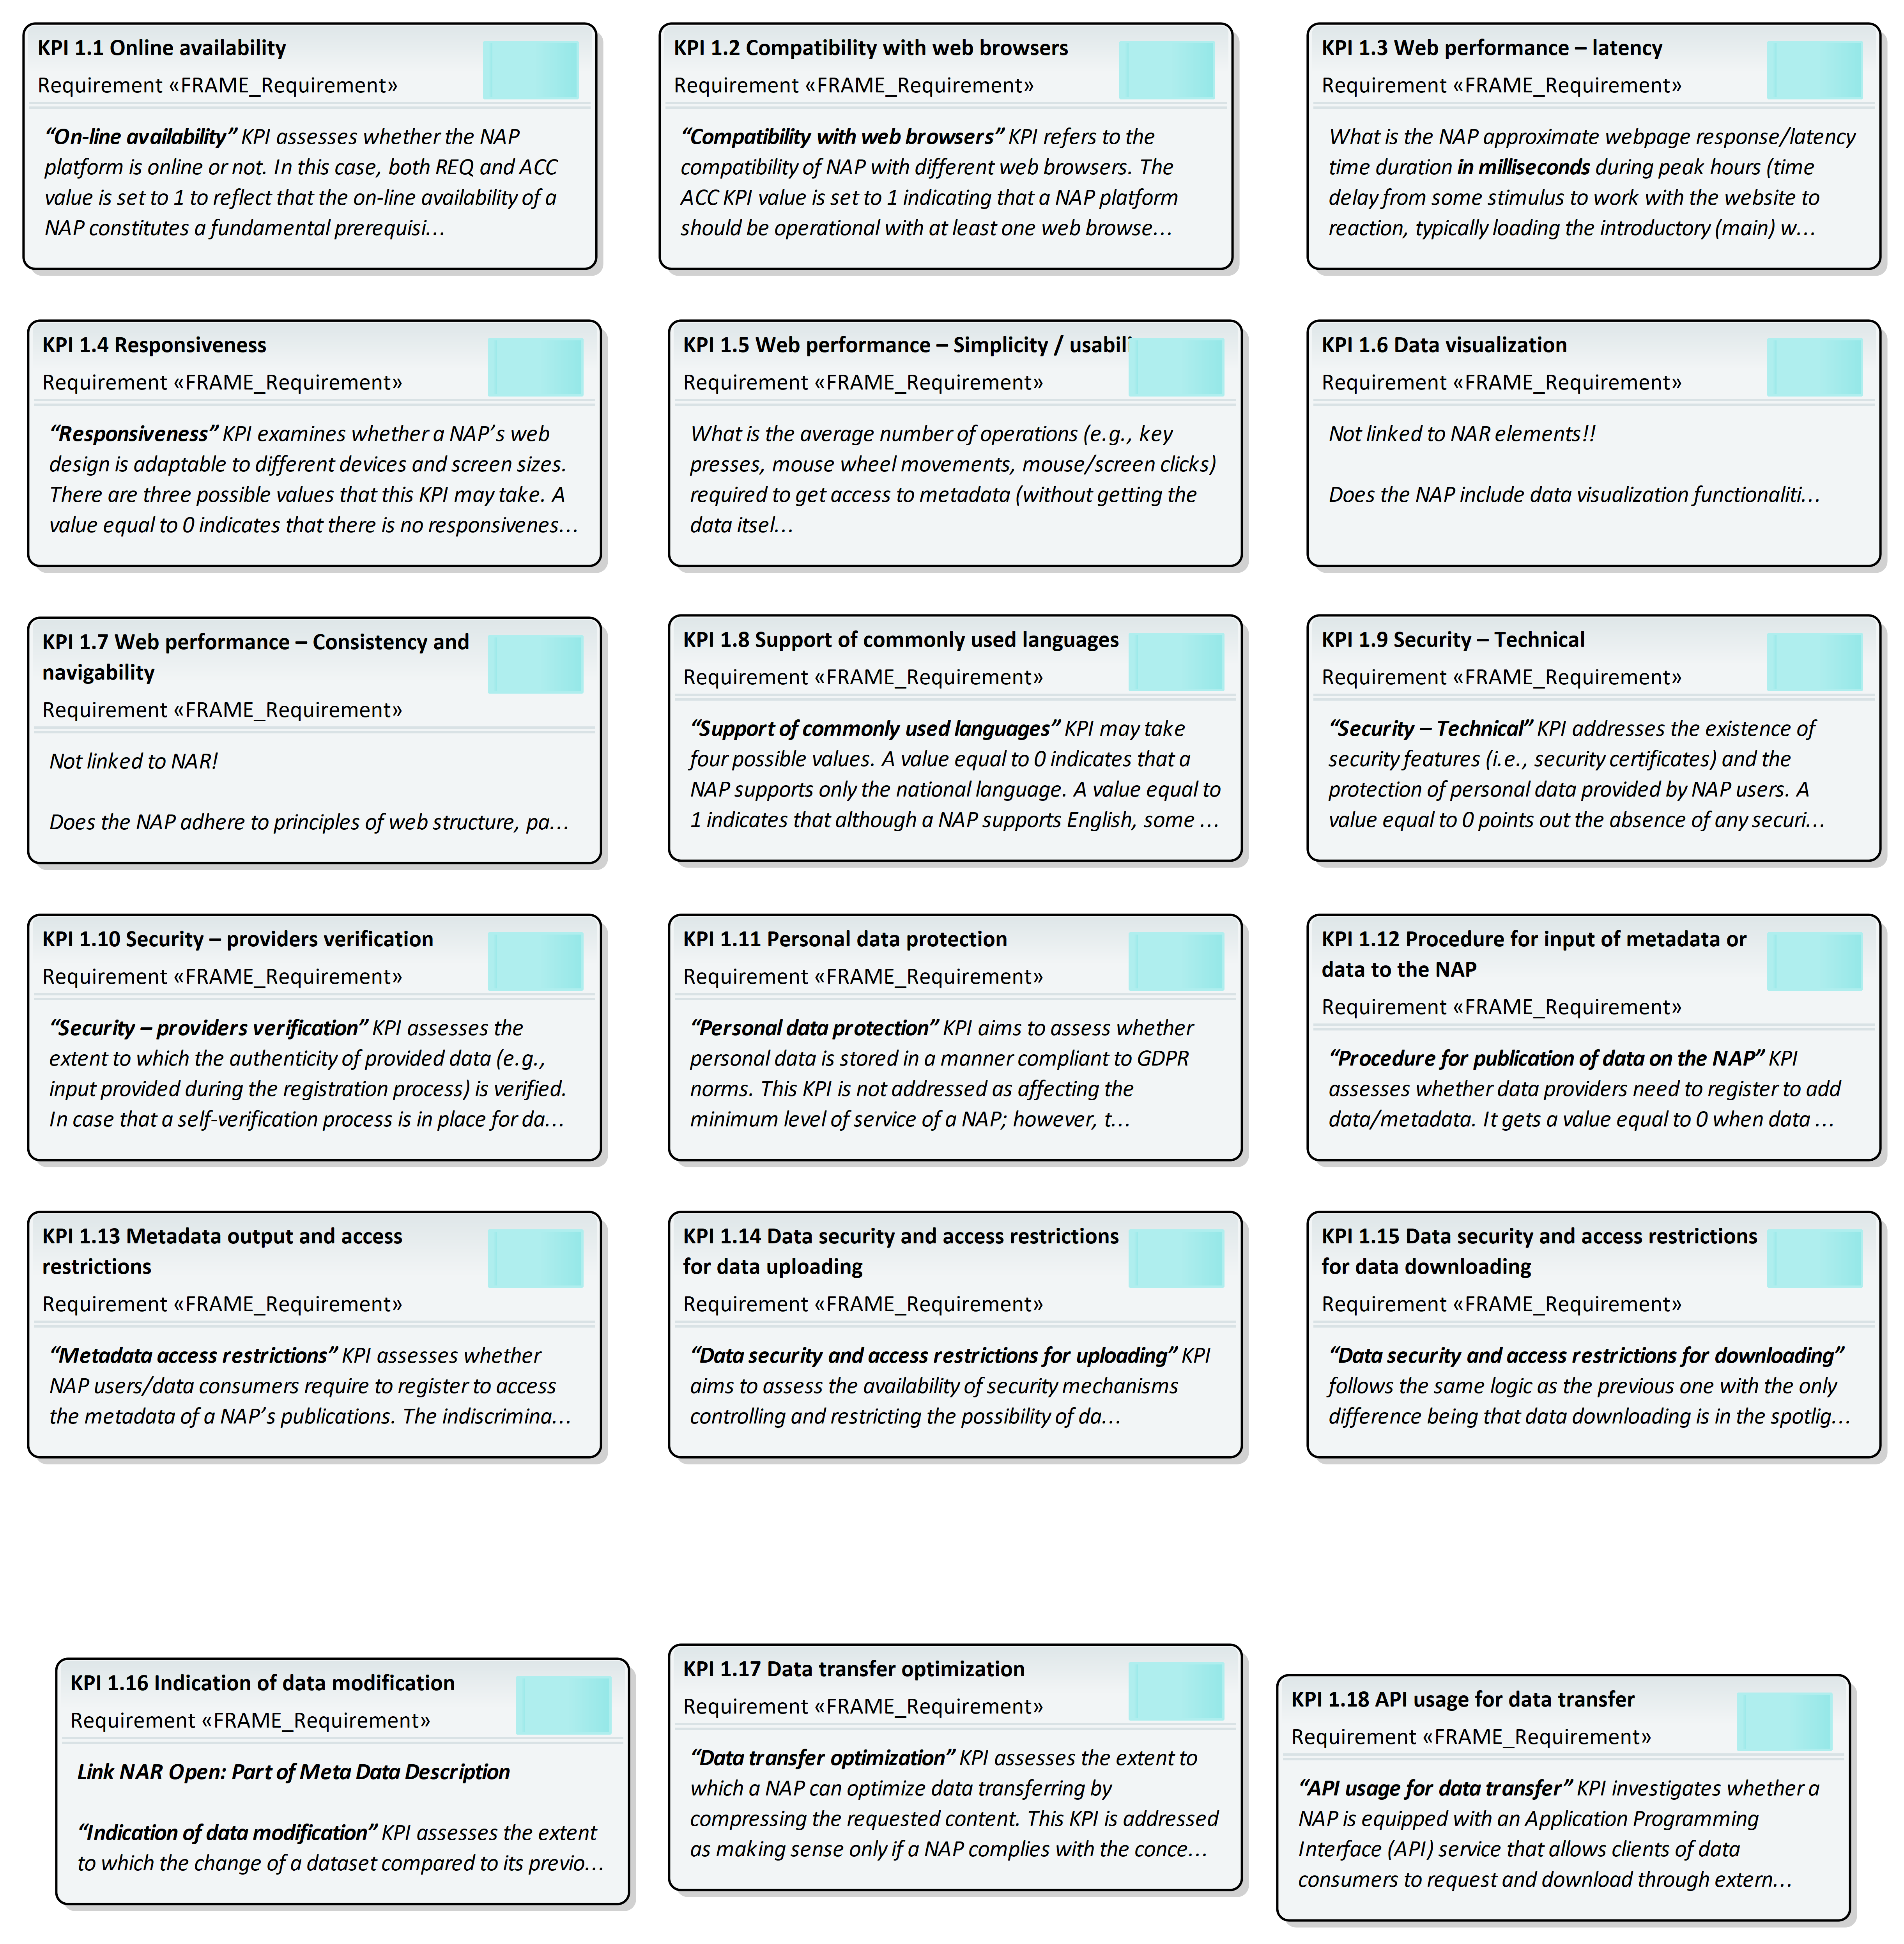 KPI 1.1 Online availability
Requirement «FRAME_Requirement»
“On-line availability” KPI assesses whether the NAP
platform is online or not. In this case, both REQ and ACC
value is set to 1 to reflect that the on-line availability of a
NAP constitutes a fundamental prerequisi...
KPI 1.2 Compatibility with web browsers
Requirement «FRAME_Requirement»
“Compatibility with web browsers” KPI refers to the
compatibility of NAP with different web browsers. The
ACC KPI value is set to 1 indicating that a NAP platform
should be operational with at least one web browse...
KPI 1.3 Web performance – latency
Requirement «FRAME_Requirement»
What is the NAP approximate webpage response/latency
time duration in milliseconds during peak hours (time
delay from some stimulus to work with the website to
reaction, typically loading the introductory (main) w...
KPI 1.4 Responsiveness
Requirement «FRAME_Requirement»
“Responsiveness” KPI examines whether a NAP’s web
design is adaptable to different devices and screen sizes.
There are three possible values that this KPI may take. A
value equal to 0 indicates that there is no responsivenes...
KPI 1.5 Web performance – Simplicity / usabili
Requirement «FRAME_Requirement»
What is the average number of operations (e.g., key
presses, mouse wheel movements, mouse/screen clicks)
required to get access to metadata (without getting the
data itsel...
KPI 1.6 Data visualization
Requirement «FRAME_Requirement»
Not linked to NAR elements!!
Does the NAP include data visualization functionaliti...
KPI 1.7 Web performance – Consistency and
navigability
Requirement «FRAME_Requirement»
Not linked to NAR!
Does the NAP adhere to principles of web structure, pa...
KPI 1.8 Support of commonly used languages
Requirement «FRAME_Requirement»
“Support of commonly used languages” KPI may take
four possible values. A value equal to 0 indicates that a
NAP supports only the national language. A value equal to
1 indicates that although a NAP supports English, some ...
KPI 1.9 Security – Technical
Requirement «FRAME_Requirement»
“Security – Technical” KPI addresses the existence of
security features (i.e., security certificates) and the
protection of personal data provided by NAP users. A
value equal to 0 points out the absence of any securi...
KPI 1.10 Security – providers verification
Requirement «FRAME_Requirement»
“Security – providers verification” KPI assesses the
extent to which the authenticity of provided data (e.g.,
input provided during the registration process) is verified.
In case that a self-verification process is in place for da...
KPI 1.11 Personal data protection
Requirement «FRAME_Requirement»
“Personal data protection” KPI aims to assess whether
personal data is stored in a manner compliant to GDPR
norms. This KPI is not addressed as affecting the
minimum level of service of a NAP; however, t...
KPI 1.12 Procedure for input of metadata or
data to the NAP
Requirement «FRAME_Requirement»
“Procedure for publication of data on the NAP” KPI
assesses whether data providers need to register to add
data/metadata. It gets a value equal to 0 when data ...
KPI 1.13 Metadata output and access
restrictions
Requirement «FRAME_Requirement»
“Metadata access restrictions” KPI assesses whether
NAP users/data consumers require to register to access
the metadata of a NAP’s publications. The indiscrimina...
KPI 1.14 Data security and access restrictions
for data uploading
Requirement «FRAME_Requirement»
“Data security and access restrictions for uploading” KPI
aims to assess the availability of security mechanisms
controlling and restricting the possibility of da...
KPI 1.15 Data security and access restrictions
for data downloading
Requirement «FRAME_Requirement»
“Data security and access restrictions for downloading”
follows the same logic as the previous one with the only
difference being that data downloading is in the spotlig...
KPI 1.16 Indication of data modification
Requirement «FRAME_Requirement»
Link NAR Open: Part of Meta Data Description
“Indication of data modification” KPI assesses the extent
to which the change of a dataset compared to its previo...
KPI 1.17 Data transfer optimization
Requirement «FRAME_Requirement»
“Data transfer optimization” KPI assesses the extent to
which a NAP can optimize data transferring by
compressing the requested content. This KPI is addressed
as making sense only if a NAP complies with the conce...
KPI 1.18 API usage for data transfer
Requirement «FRAME_Requirement»
“API usage for data transfer” KPI investigates whether a
NAP is equipped with an Application Programming
Interface (API) service that allows clients of data
consumers to request and download through extern...